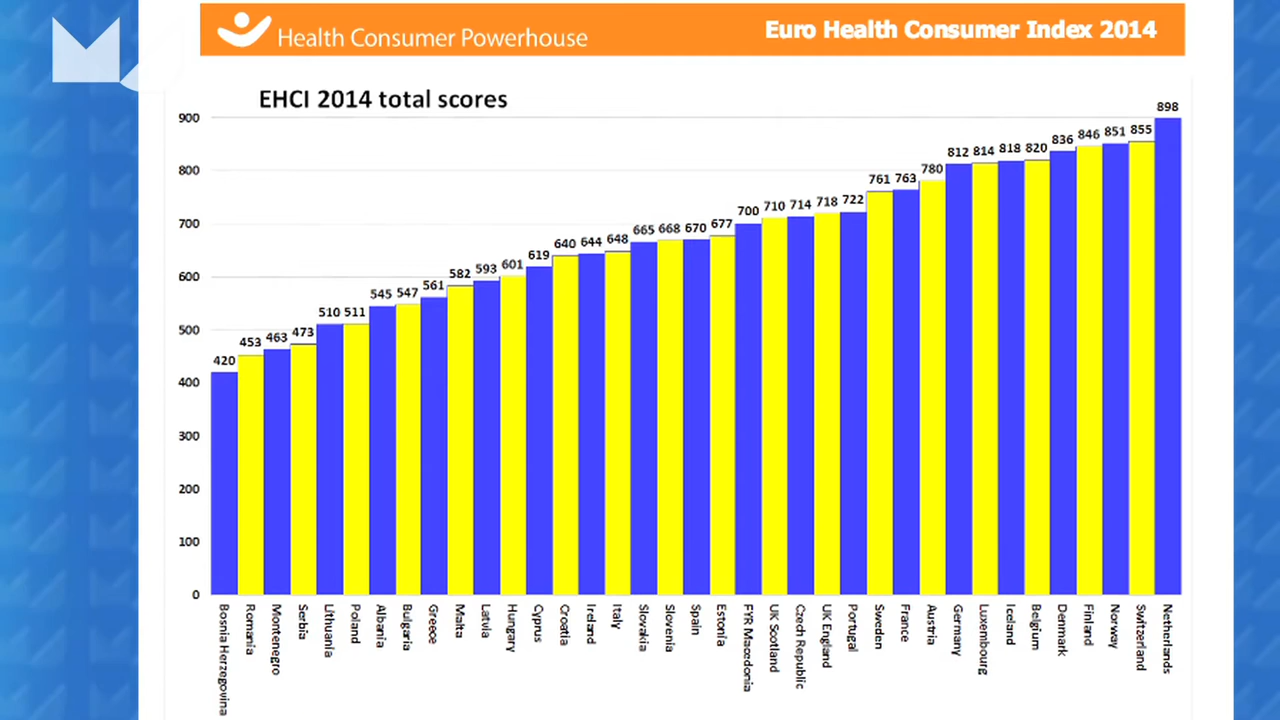 Health Consumer Powerhouse
Euro Health Consumer Index 2014
EHCI 2014 total scores
900
800
700
600
500
400
300
200
100
0
420
453
463
473
510
511
545
547
561
582
593
601
619
640
644
648
665
668
670
677
700
710
714
718
722
761
763
780
812
814
818
820
836
846
851
855
898
Bosnia Herzegovina
Romania
Montenegro
Serbia
Lithuania
Poland
Albania
Bulgaria
Greece
Malta
Latvia
Hungary
Cyprus
Croatia
Ireland
Italy
Slovakia
Slovenia
Spain
Estonia
FYR Macedonia
UK Scotland
Czech Republic
UK England
Portugal
Sweden
France
Austria
Germany
Luxembourg
Iceland
Belgium
Denmark
Finland
Norway
Switzerland
Netherlands